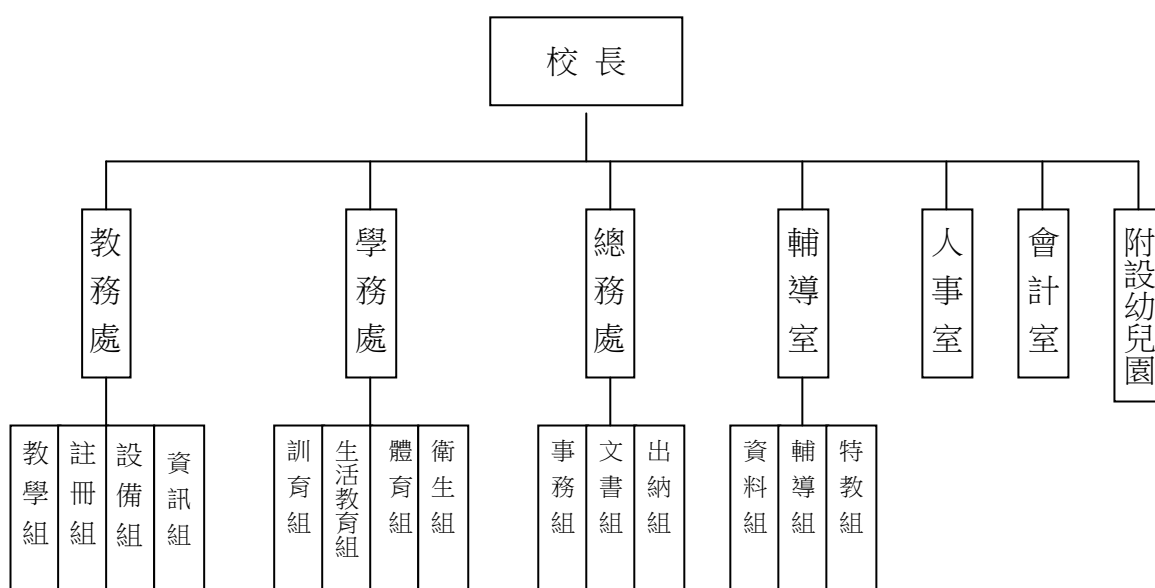 校長
教務處
學務處
總務處
輔導室
人事室
會計室
附設幼兒園
教學組
註冊組
設備組
資訊組
訓育組
生活教育組
體育組
衛生組
事務組
文書組
出納組
資料組
輔導組
特教組